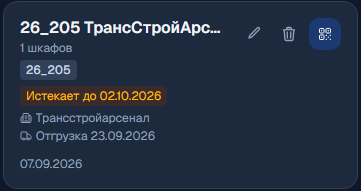 26_205 ТрансСтройАрс...
1 шкафов
26_205
Истекает до 02.10.2026
Трансстройарсенал
Отгрузка 23.09.2026
07.09.2026